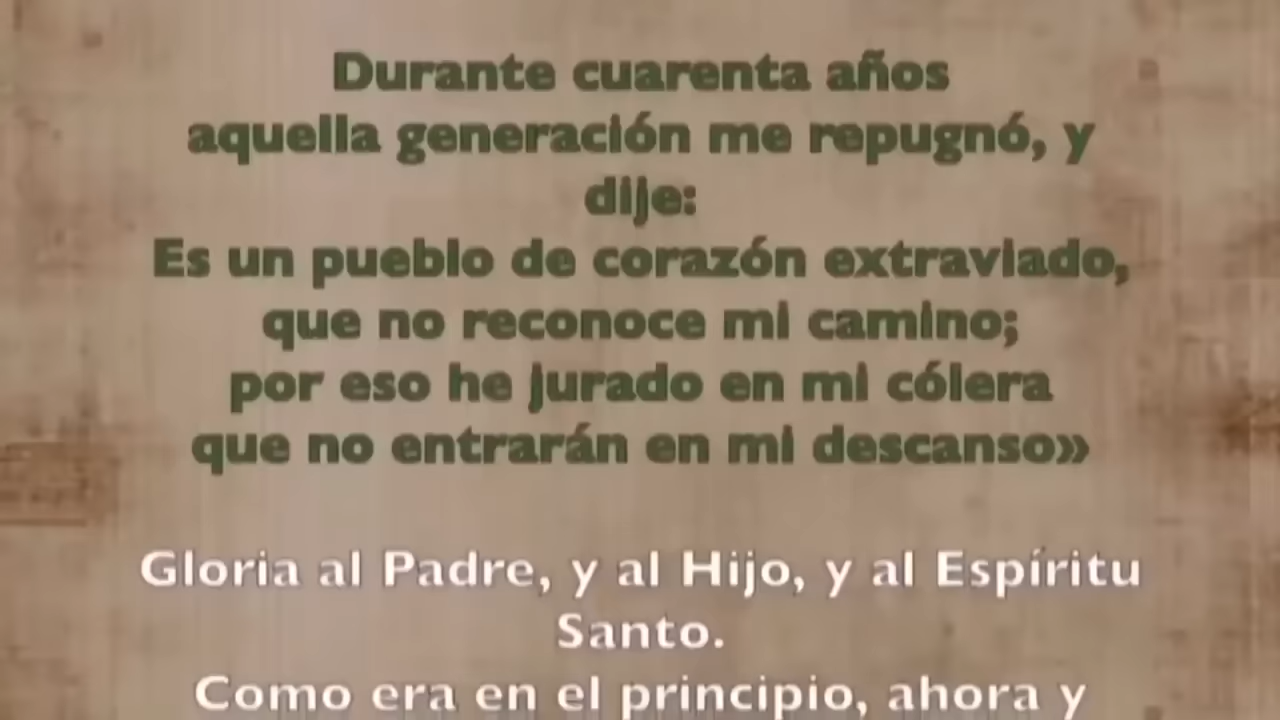 Durante cuarenta años
aquella generación me repugnó, y
dije:
Es un pueblo de corazón extraviado,
que no reconoce mi camino;
por eso he jurado en mi cólera
que no entrarán en mi descanso»
Gloria al Padre, y al Hijo, y al Espíritu
Santo.
Como era en el principio, ahora y